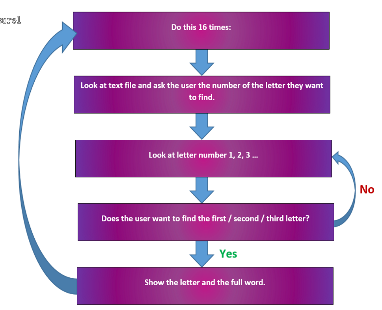 Do this 16 times:
Look at text file and ask the user the number of the letter they want
to find.
Look at letter number 1, 2, 3 ...
No
Does the user want to find the first / second / third letter?
Yes
Show the letter and the full word.